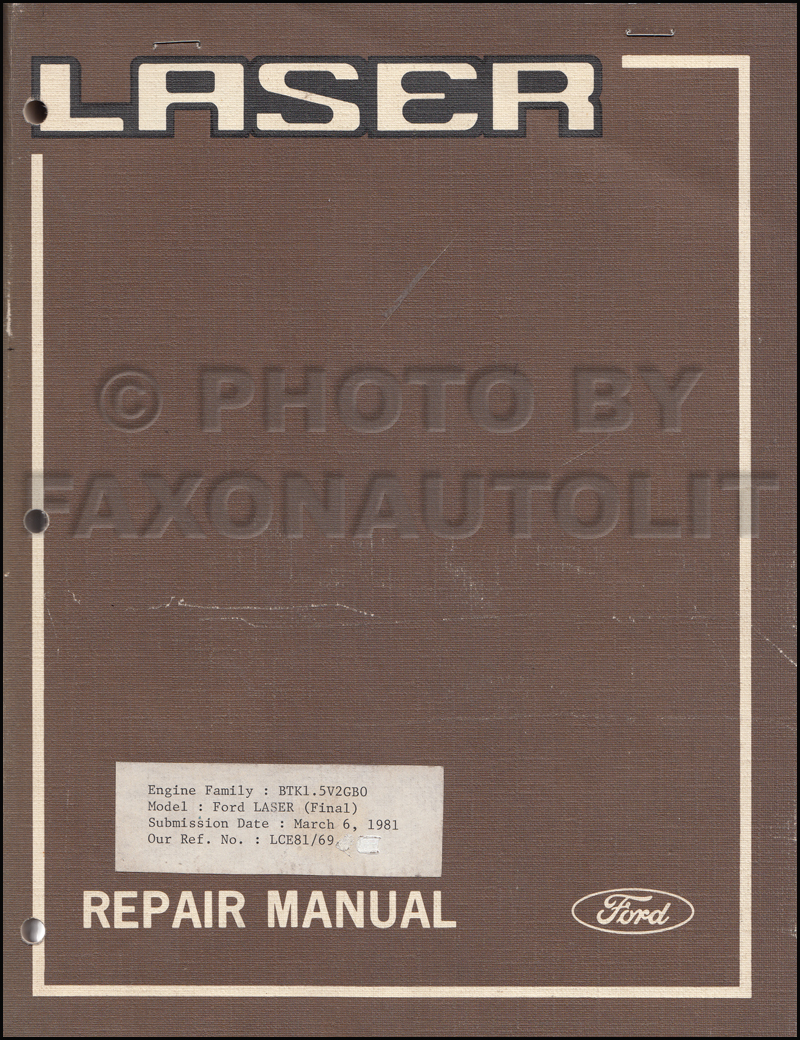 LASER
© PHOTO BY
FAXONAUTOLIT
Engine Family : BTK1.5V2GBO
Model : Ford LASER (Final)
Submission Date : March 6, 1981
Our Ref. No. : LCE81/69
REPAIR MANUAL
Ford